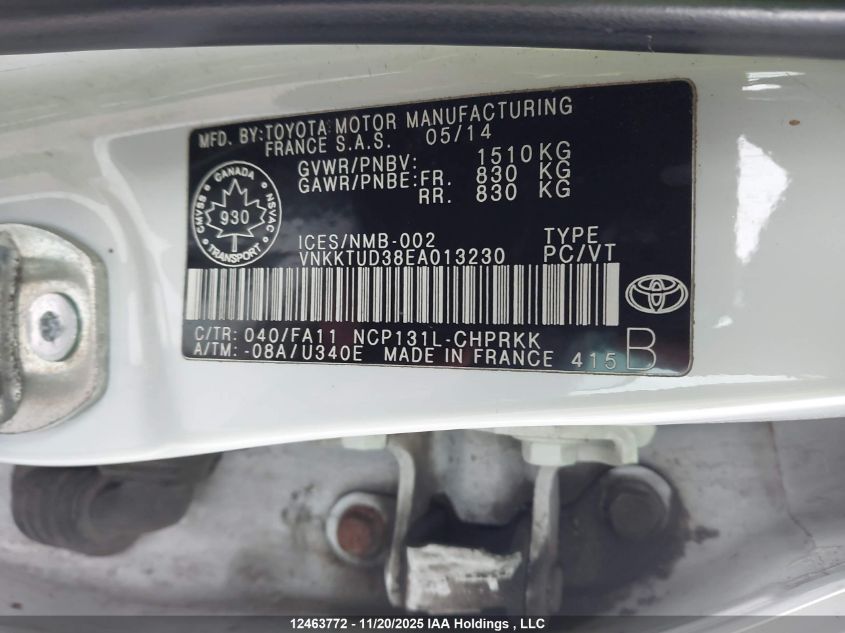 MFD. BY:TOYOTA MOTOR MANUFACTURING
FRANCE S.A.S. 05/14
GVWR/PNBV: 1510KG
GAWR/PNBE:FR. 830 KG
RR. 830 KG
CANADA
CMVSS
NSVAC
930
TRANSPORT
ICES/NMB-002 TYPE
VNKKTUD38EA013230 PC/VT
C/TR: 040/FA11 NCP131L-CHPRKK
A/TM: -08A/U340E MADE IN FRANCE 415 B
12463772 - 11/20/2025 IAA Holdings , LLC